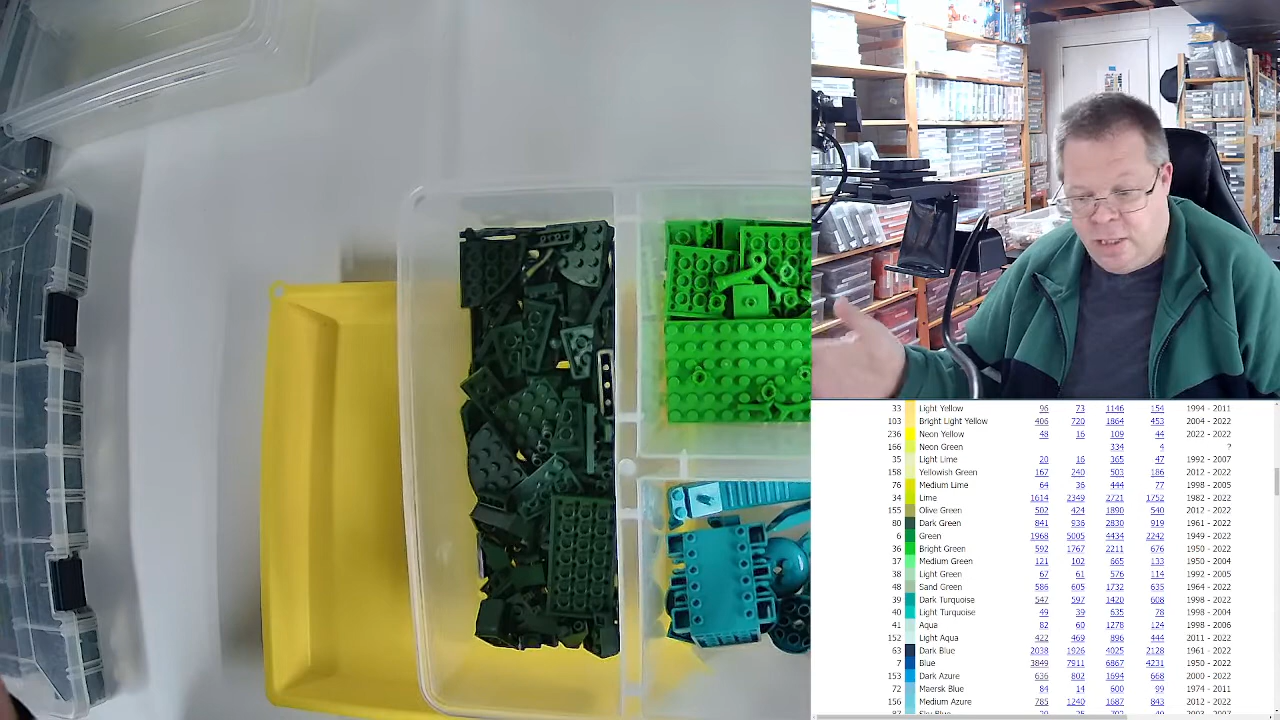 33 Light Yellow 96 73 1146 154 1994 - 2011
103 Bright Light Yellow 406 720 1864 453 2004 - 2022
236 Neon Yellow 48 16 109 44 2022 - 2022
166 Neon Green 334 4 ?
35 Light Lime 20 16 365 47 1992 - 2007
158 Yellowish Green 167 240 503 186 2012 - 2022
76 Medium Lime 64 36 444 77 1998 - 2005
34 Lime 1614 2349 2721 1752 1982 - 2022
155 Olive Green 502 424 1890 540 2012 - 2022
80 Dark Green 841 936 2830 919 1961 - 2022
6 Green 1968 5005 4434 2242 1949 - 2022
36 Bright Green 592 1767 2211 676 1950 - 2022
37 Medium Green 121 102 665 133 1950 - 2004
38 Light Green 67 61 576 114 1992 - 2005
48 Sand Green 586 605 1732 635 1964 - 2022
39 Dark Turquoise 547 597 1420 608 1998 - 2022
40 Light Turquoise 49 39 635 78 1998 - 2004
41 Aqua 82 60 1278 124 1998 - 2006
152 Light Aqua 422 469 896 444 2011 - 2022
63 Dark Blue 2038 1926 4025 2128 1961 - 2022
7 Blue 3849 7911 6867 4231 1950 - 2022
153 Dark Azure 636 802 1694 668 2000 - 2022
72 Maersk Blue 84 14 600 99 1974 - 2011
156 Medium Azure 785 1240 1687 843 2012 - 2022